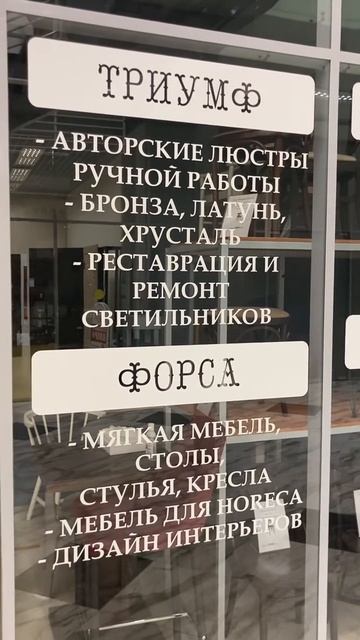 ТРИУМФ
- АВТОРСКИЕ ЛЮСТРЫ
РУЧНОЙ РАБОТЫ
- БРОНЗА, ЛАТУНЬ,
ХРУСТАЛЬ
- РЕСТАВРАЦИЯ И
РЕМОНТ
СВЕТИЛЬНИКОВ
ФОРСА
- МЯГКАЯ МЕБЕЛЬ,
СТОЛЫ,
СТУЛЬЯ, КРЕСЛА
- МЕБЕЛЬ ДЛЯ HORECA
- ДИЗАЙН ИНТЕРЬЕРОВ